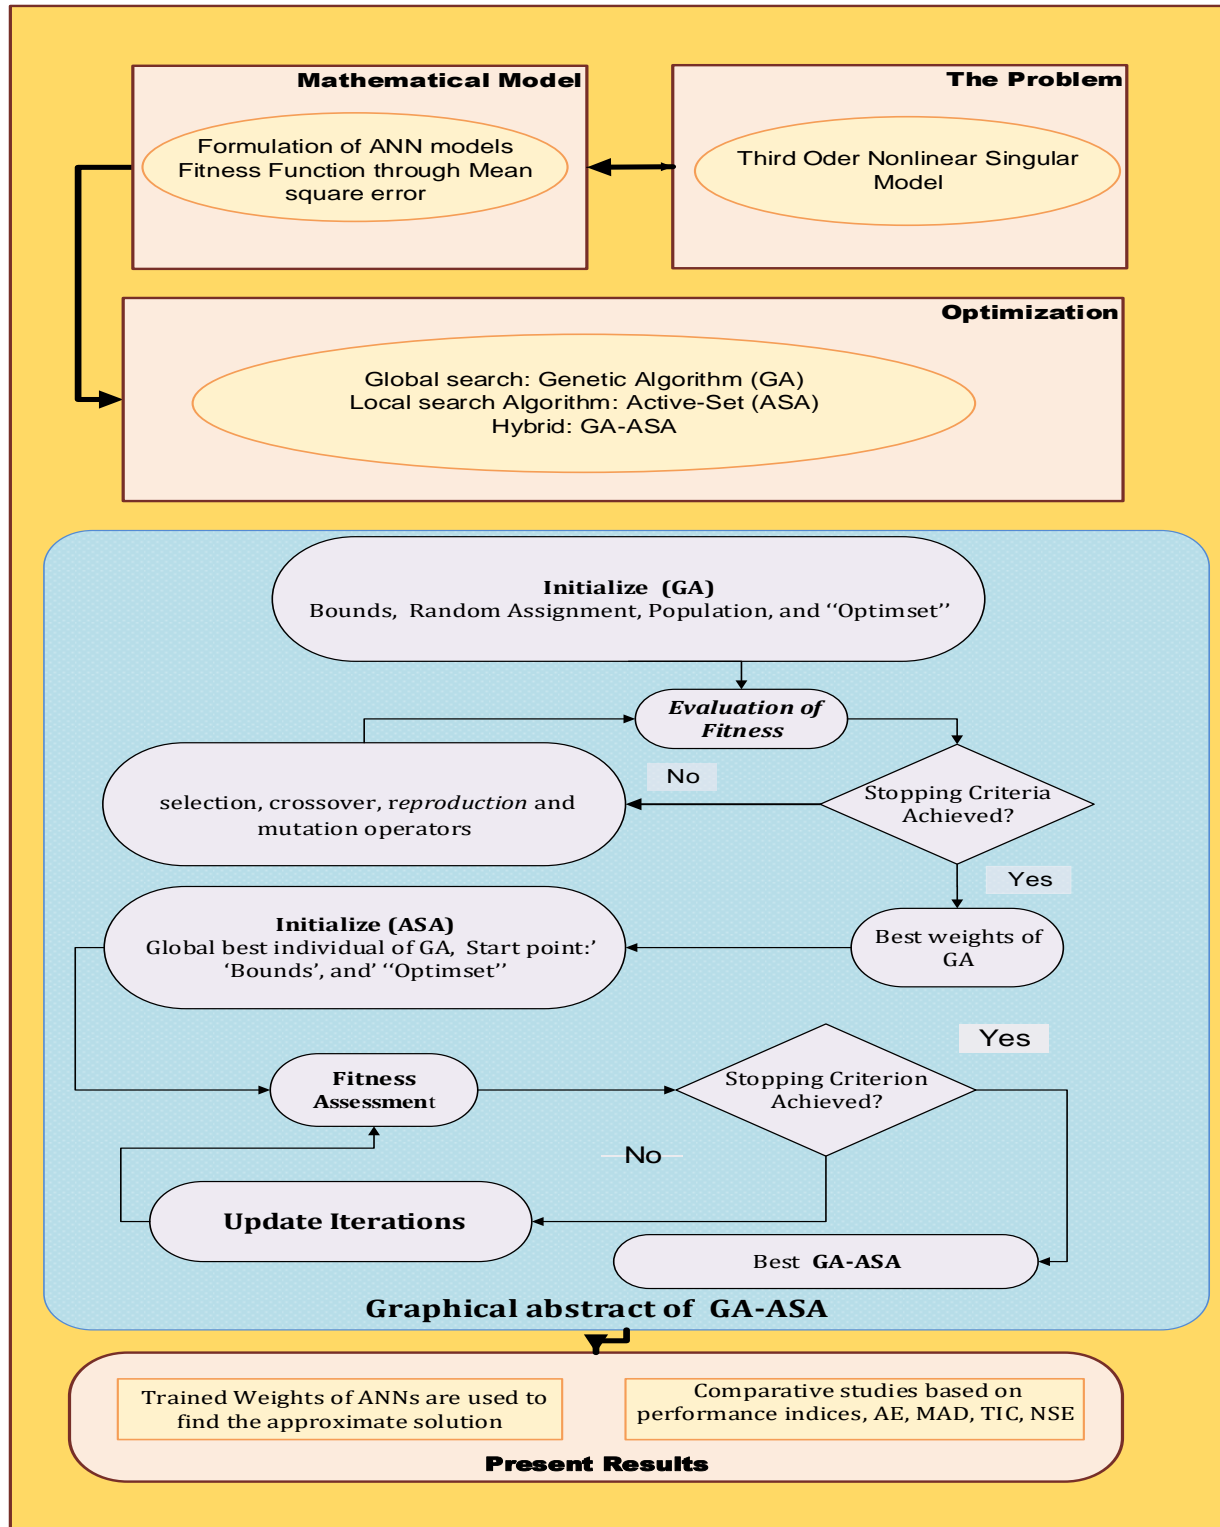 Mathematical Model
Formulation of ANN models
Fitness Function through Mean
square error
The Problem
Third Oder Nonlinear Singular
Model
Optimization
Global search: Genetic Algorithm (GA)
Local search Algorithm: Active-Set (ASA)
Hybrid: GA-ASA
Initialize (GA)
Bounds, Random Assignment, Population, and ‘‘Optimset’’
Evaluation of
Fitness
No
Stopping Criteria
Achieved?
selection, crossover, reproduction and
mutation operators
Yes
Initialize (ASA)
Global best individual of GA, Start point:’
‘Bounds’, and’ ‘‘Optimset’’
Best weights of
GA
Yes
Fitness
Assessment
Stopping Criterion
Achieved?
No
Update Iterations
Best GA-ASA
Graphical abstract of GA-ASA
Trained Weights of ANNs are used to
find the approximate solution
Comparative studies based on
performance indices, AE, MAD, TIC, NSE
Present Results